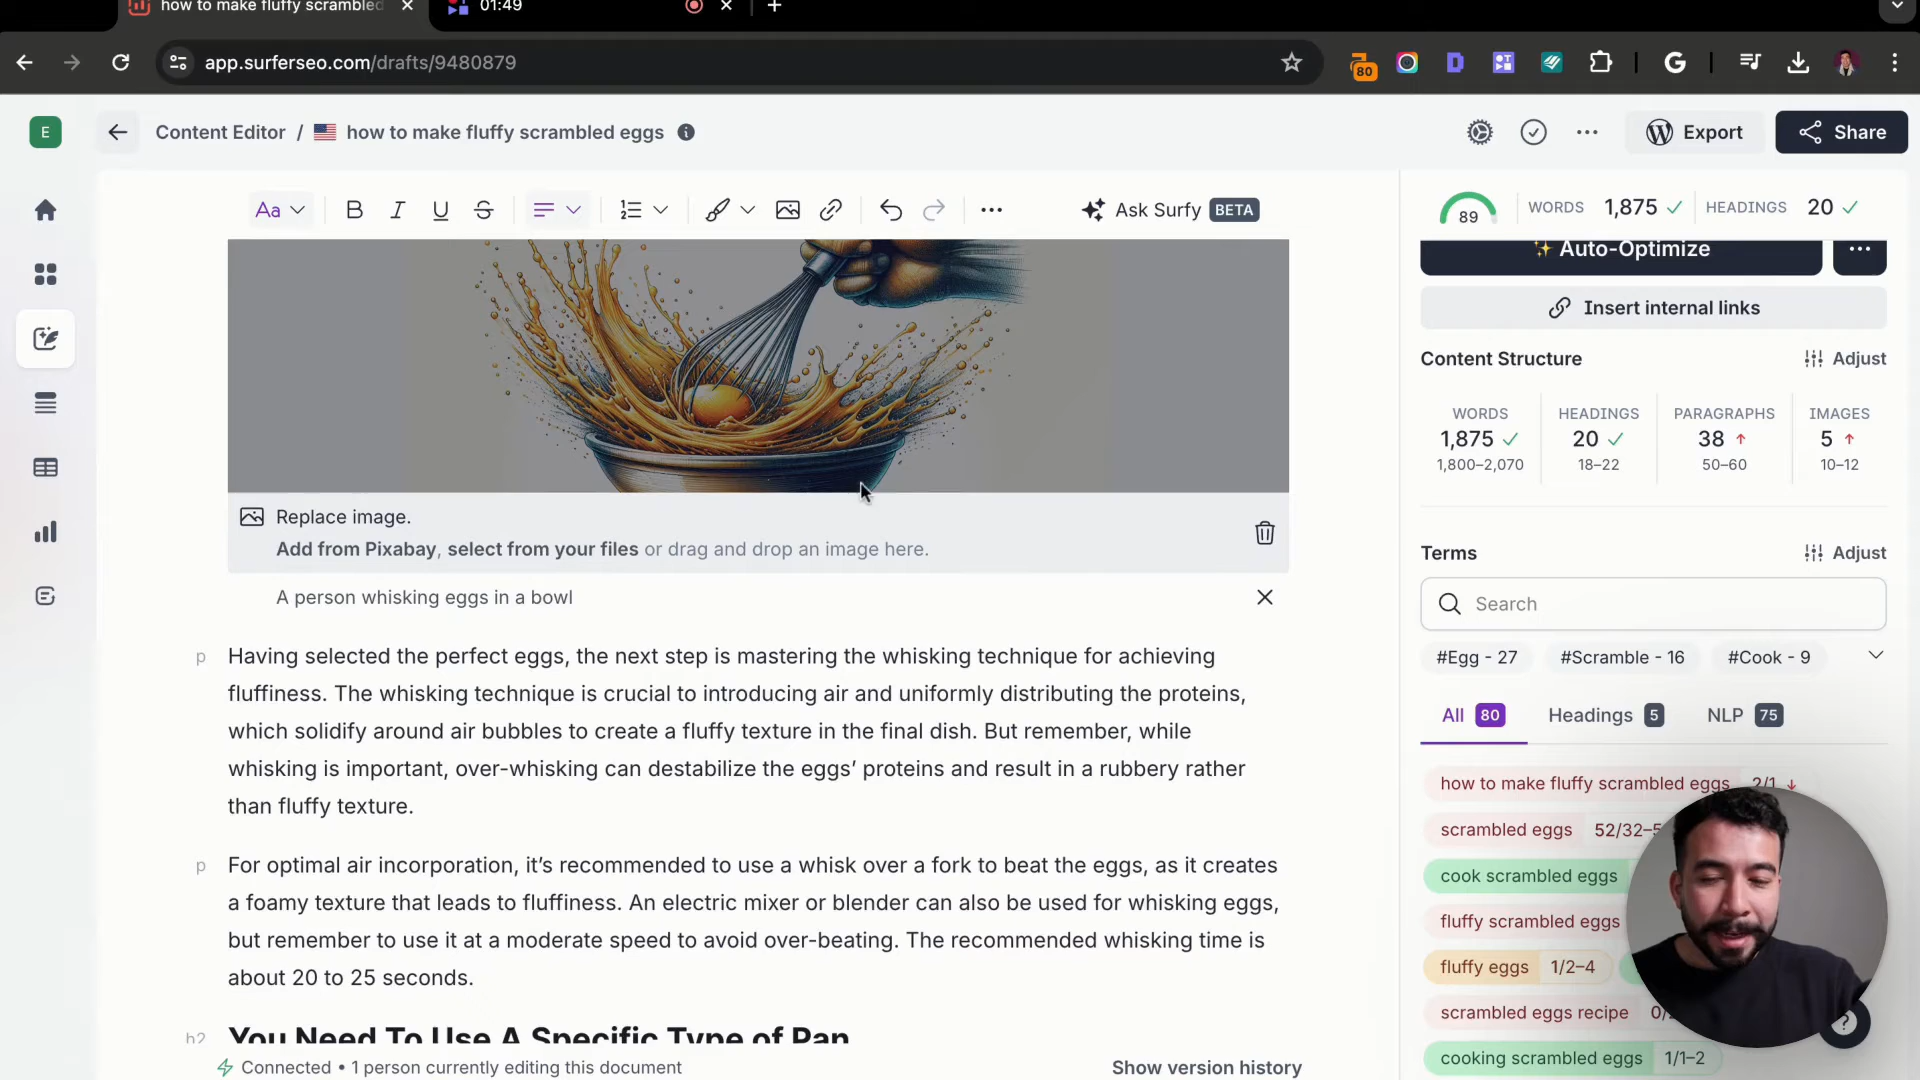 how to make fluffy scrambled
01:49
app.surferseo.com/drafts/9480879
80
E
Content Editor / how to make fluffy scrambled eggs
Export
Share
Aa
B I U S
Ask Surfy BETA
89
WORDS 1,875
HEADINGS 20
Auto-Optimize
Insert internal links
Content Structure
Adjust
WORDS HEADINGS PARAGRAPHS IMAGES
1,875 20 38 5
1,800–2,070 18–22 50–60 10–12
Replace image.
Add from Pixabay, select from your files or drag and drop an image here.
A person whisking eggs in a bowl
Terms
Adjust
Search
#Egg - 27 #Scramble - 16 #Cook - 9
All 80 Headings 5 NLP 75
p
Having selected the perfect eggs, the next step is mastering the whisking technique for achieving
fluffiness. The whisking technique is crucial to introducing air and uniformly distributing the proteins,
which solidify around air bubbles to create a fluffy texture in the final dish. But remember, while
whisking is important, over-whisking can destabilize the eggs’ proteins and result in a rubbery rather
than fluffy texture.
p
For optimal air incorporation, it’s recommended to use a whisk over a fork to beat the eggs, as it creates
a foamy texture that leads to fluffiness. An electric mixer or blender can also be used for whisking eggs,
but remember to use it at a moderate speed to avoid over-beating. The recommended whisking time is
about 20 to 25 seconds.
h2
You Need To Use A Specific Type of Pan
Connected • 1 person currently editing this document
Show version history
how to make fluffy scrambled eggs 2/1
scrambled eggs
cook scrambled eggs
fluffy scrambled eggs
fluffy eggs 1/2–4
scrambled eggs recipe
cooking scrambled eggs 1/1–2
?